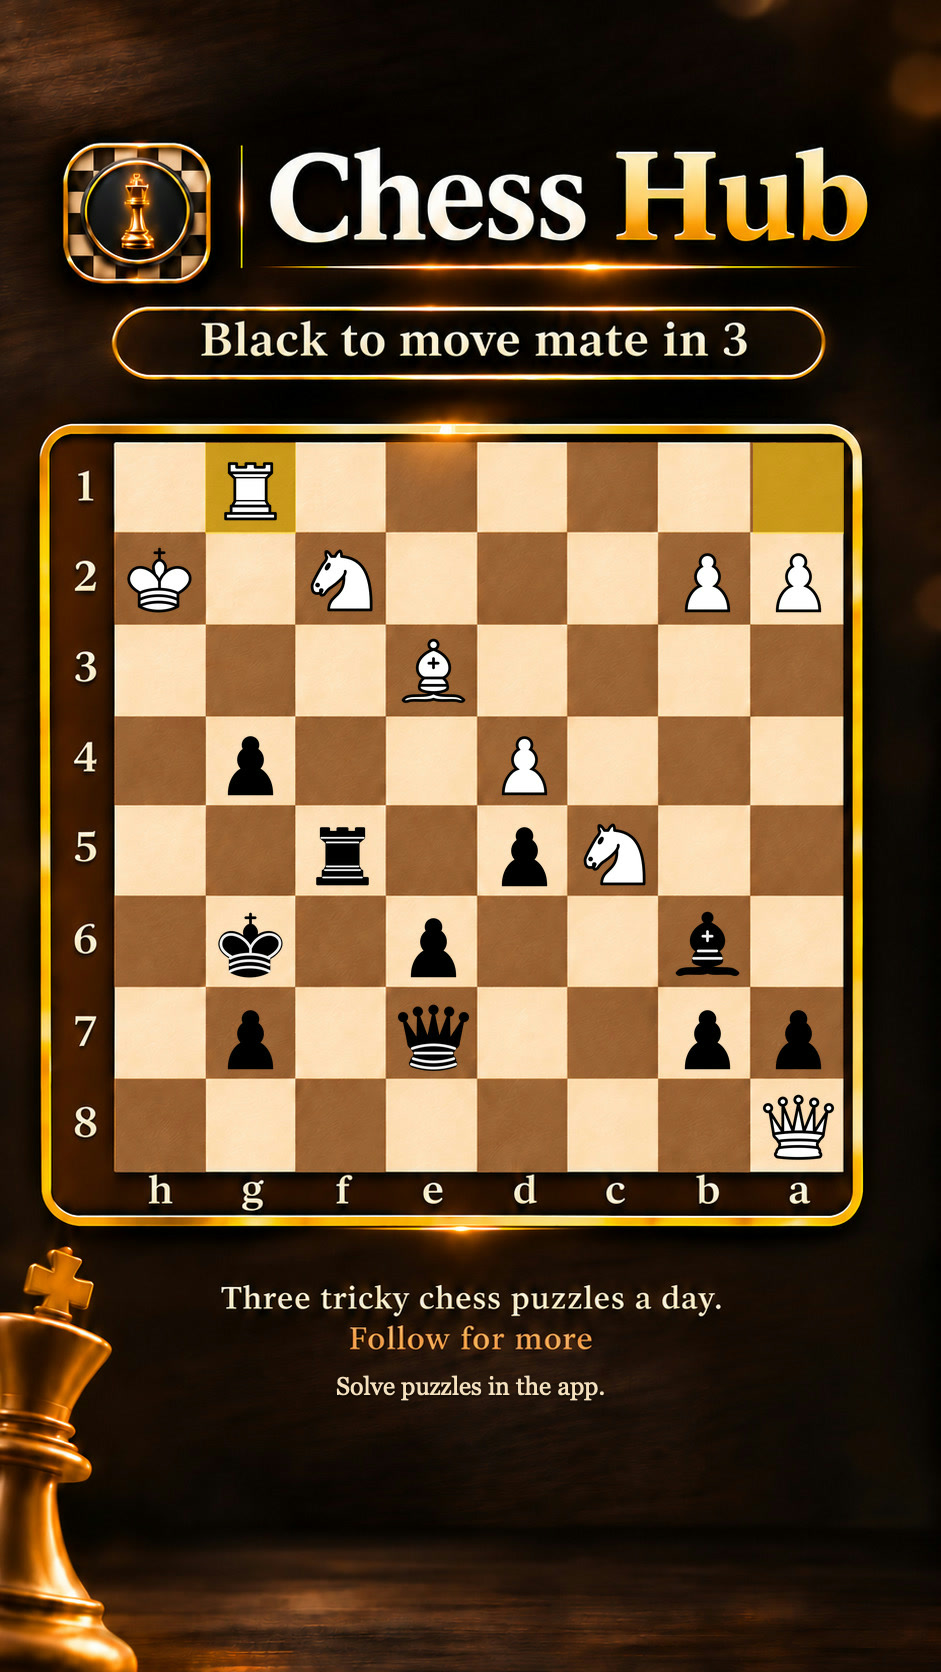 Chess Hub
Black to move mate in 3
1
2
3
4
5
6
7
8
h g f e d c b a
Three tricky chess puzzles a day.
Follow for more
Solve puzzles in the app.